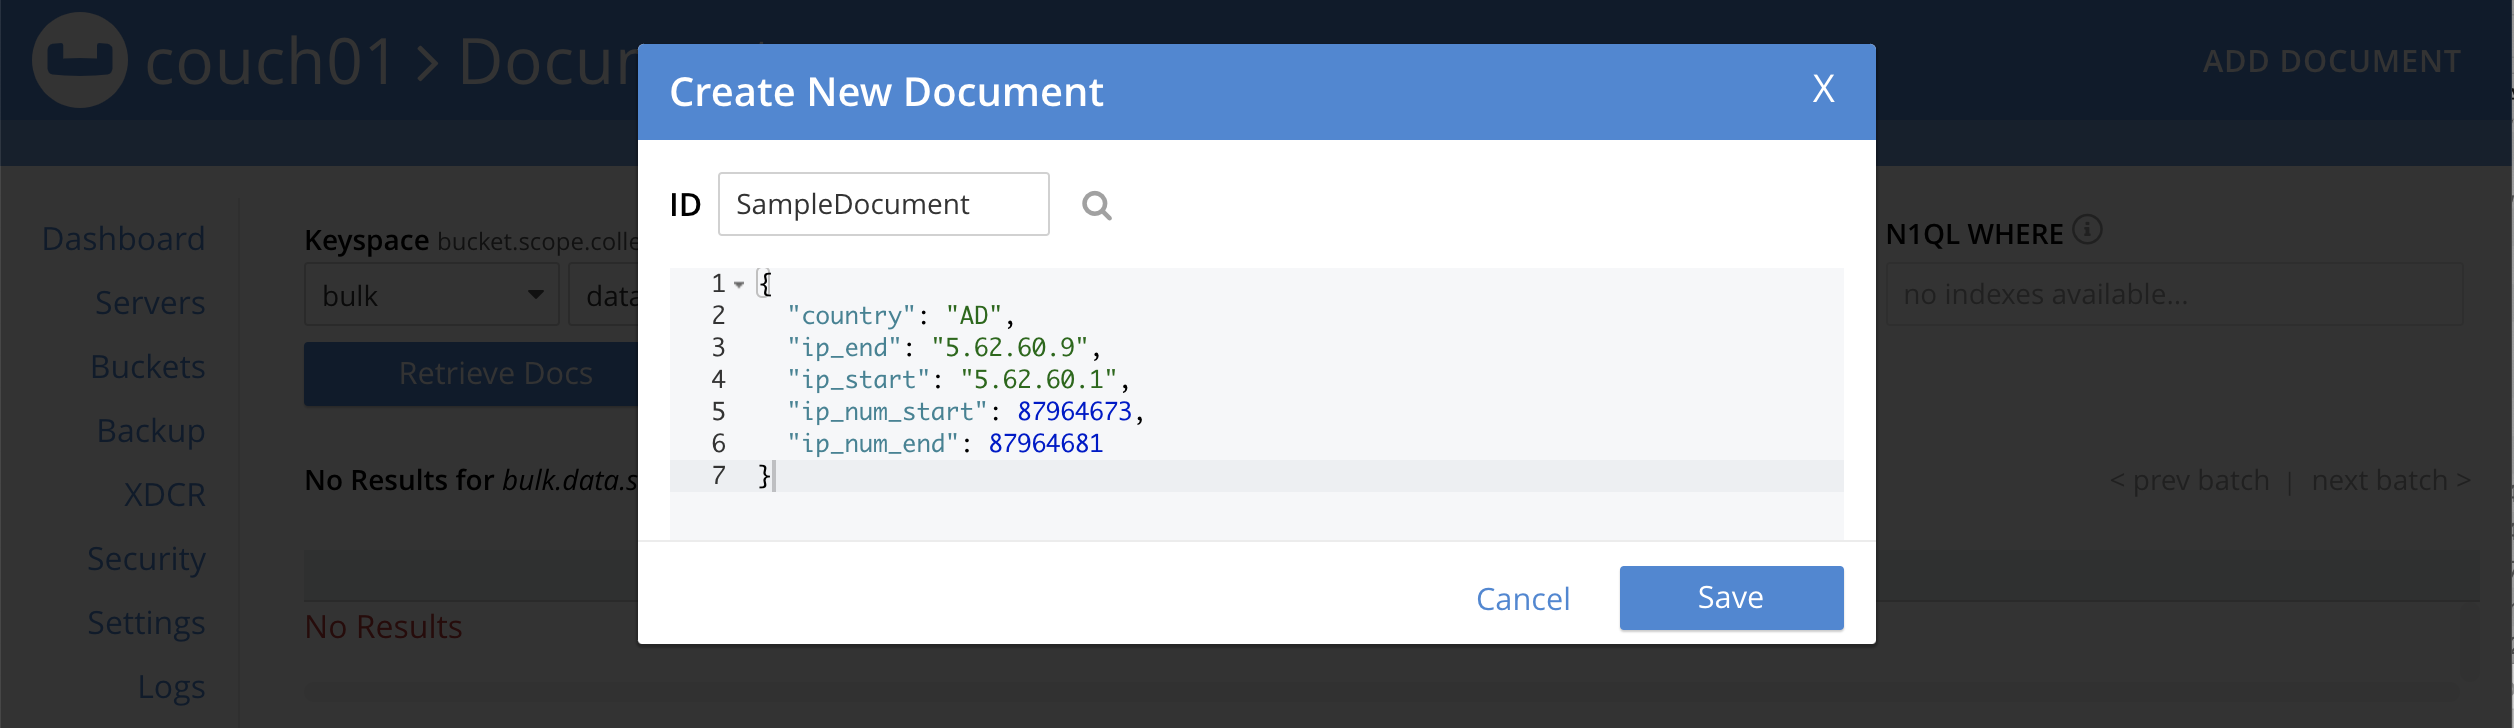 couch01 > Docum
ADD DOCUMENT
Create New Document
X
ID SampleDocument
Dashboard
Servers
Buckets
Backup
XDCR
Security
Settings
Logs
Keyspace bucket.scope.colle
bulk
data
Retrieve Docs
No Results for bulk.data.s
No Results
1 {
2 "country": "AD",
3 "ip_end": "5.62.60.9",
4 "ip_start": "5.62.60.1",
5 "ip_num_start": 87964673,
6 "ip_num_end": 87964681
7 }
Cancel
Save
N1QL WHERE
no indexes available...
< prev batch | next batch >